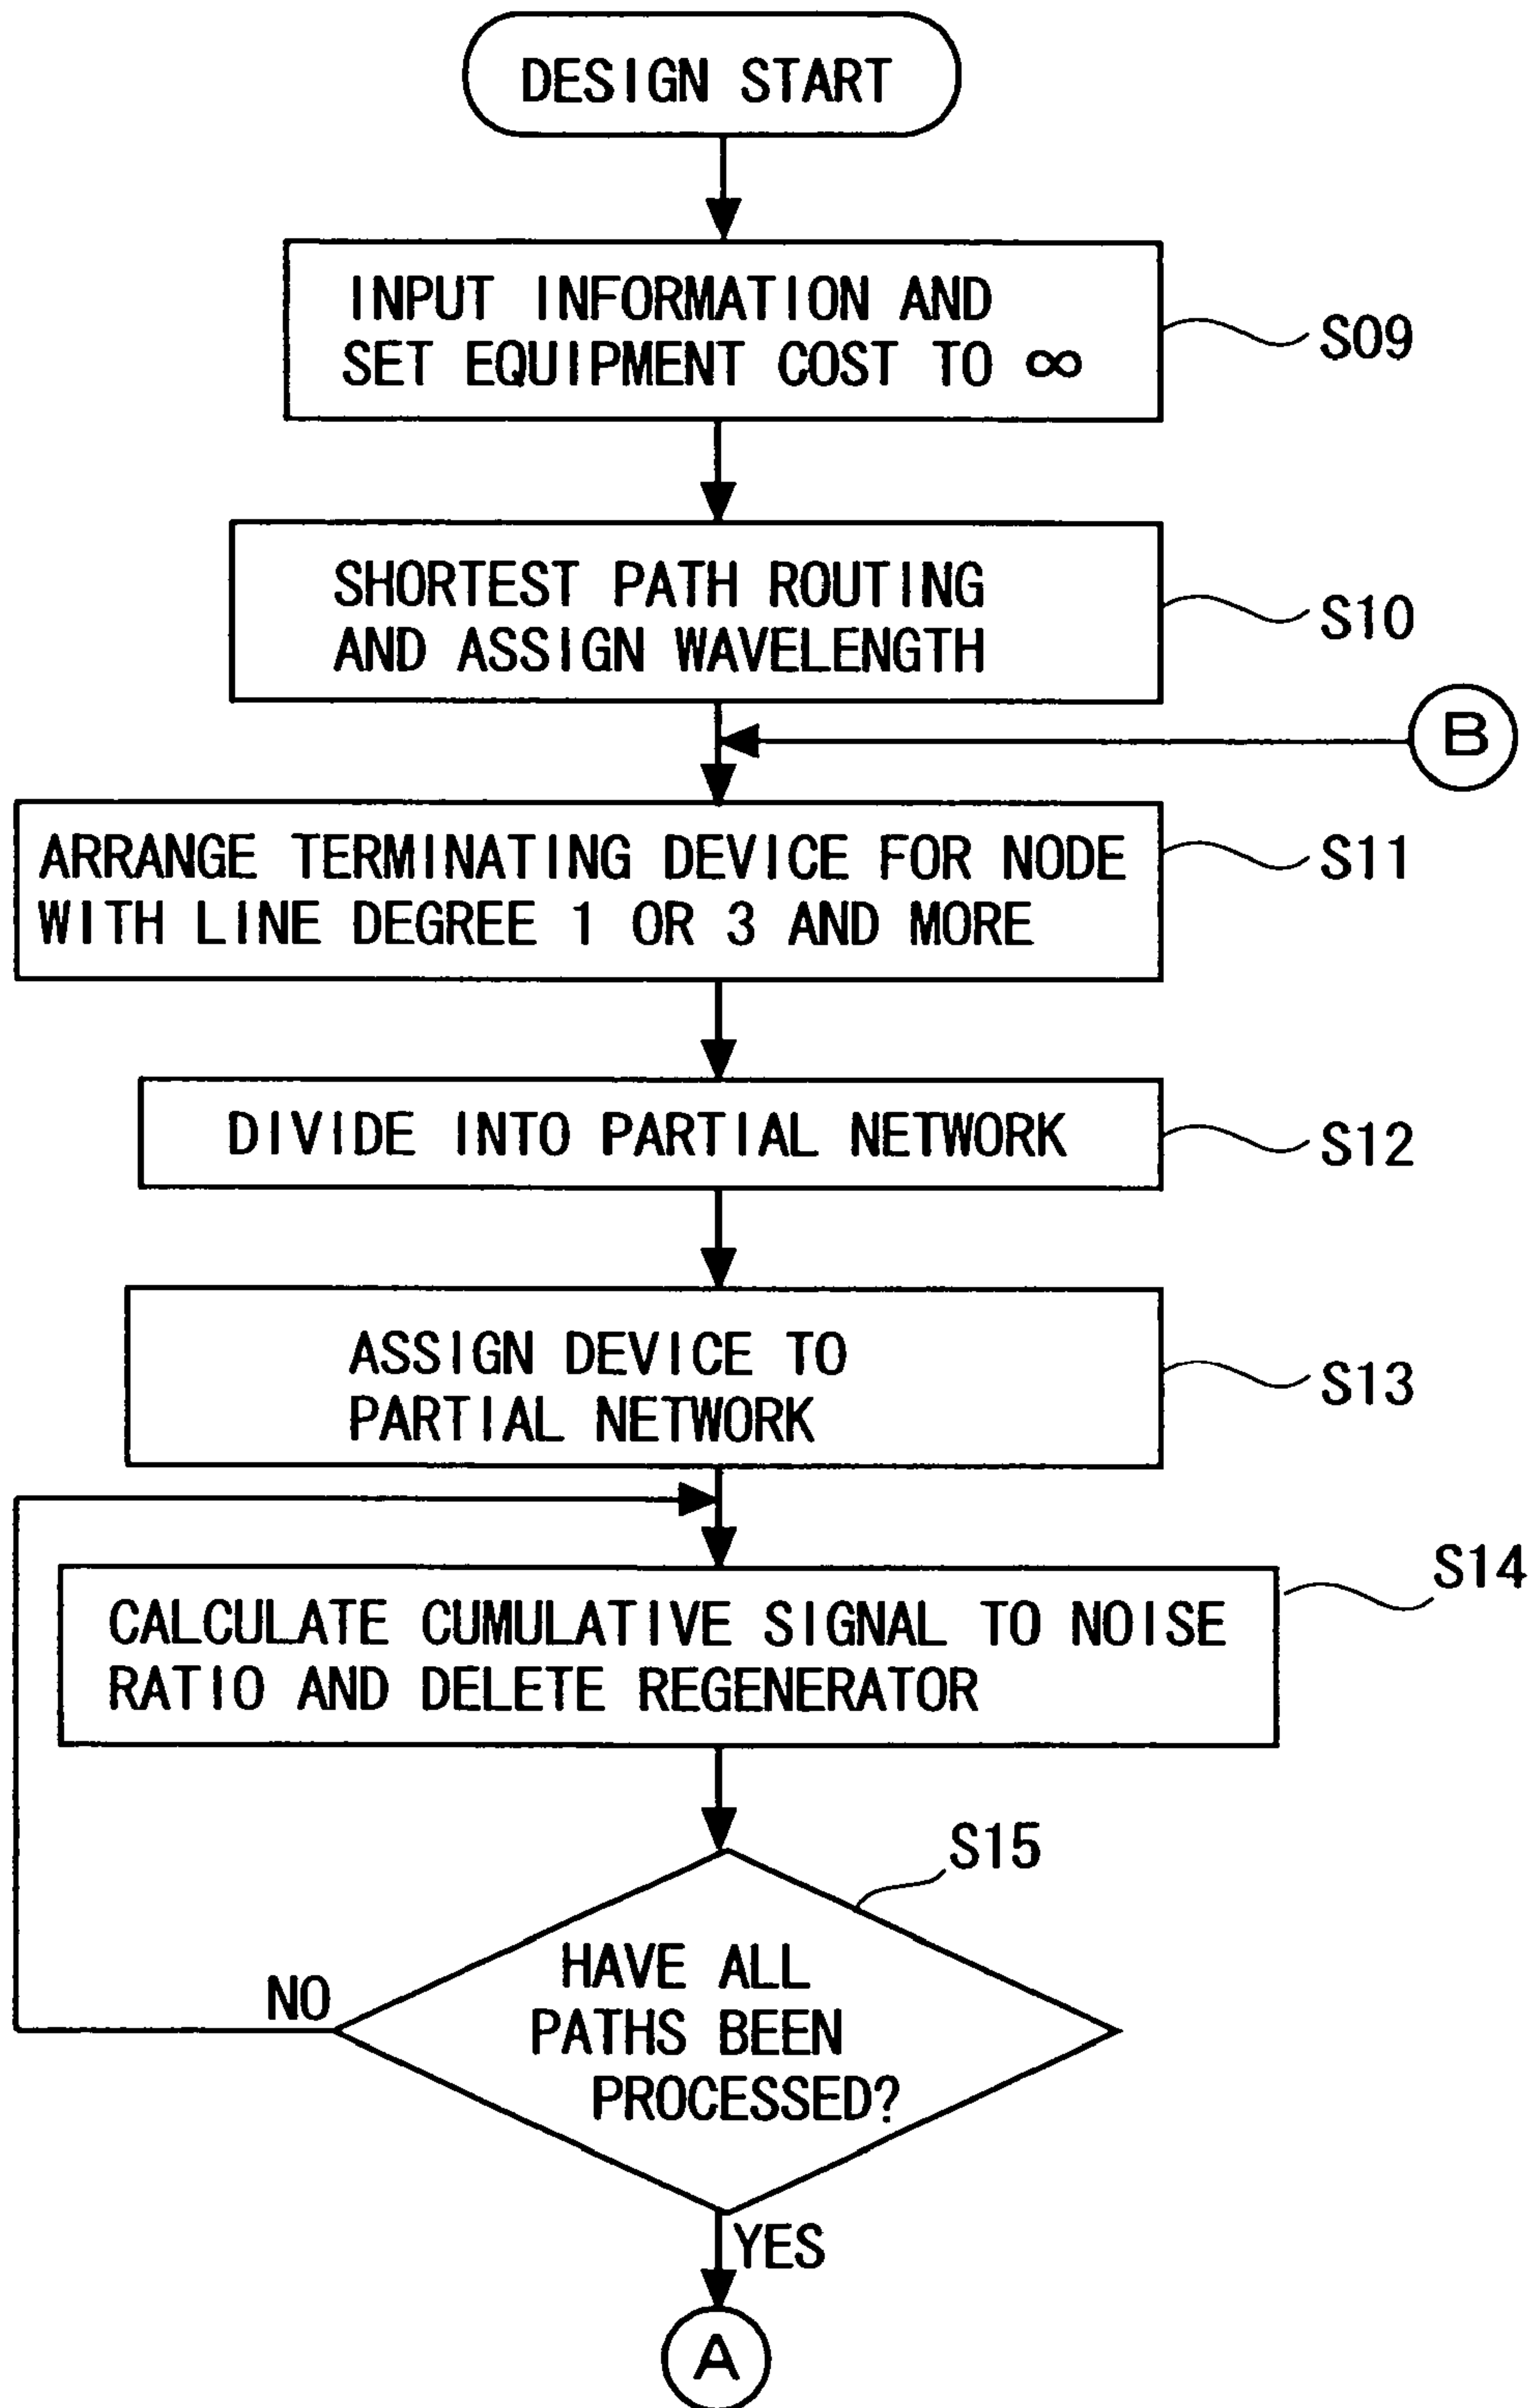 DESIGN START
INPUT INFORMATION AND
SET EQUIPMENT COST TO ∞
S09
SHORTEST PATH ROUTING
AND ASSIGN WAVELENGTH
S10
B
ARRANGE TERMINATING DEVICE FOR NODE
WITH LINE DEGREE 1 OR 3 AND MORE
S11
DIVIDE INTO PARTIAL NETWORK
S12
ASSIGN DEVICE TO
PARTIAL NETWORK
S13
CALCULATE CUMULATIVE SIGNAL TO NOISE
RATIO AND DELETE REGENERATOR
S14
S15
HAVE ALL
PATHS BEEN
PROCESSED?
NO
YES
A